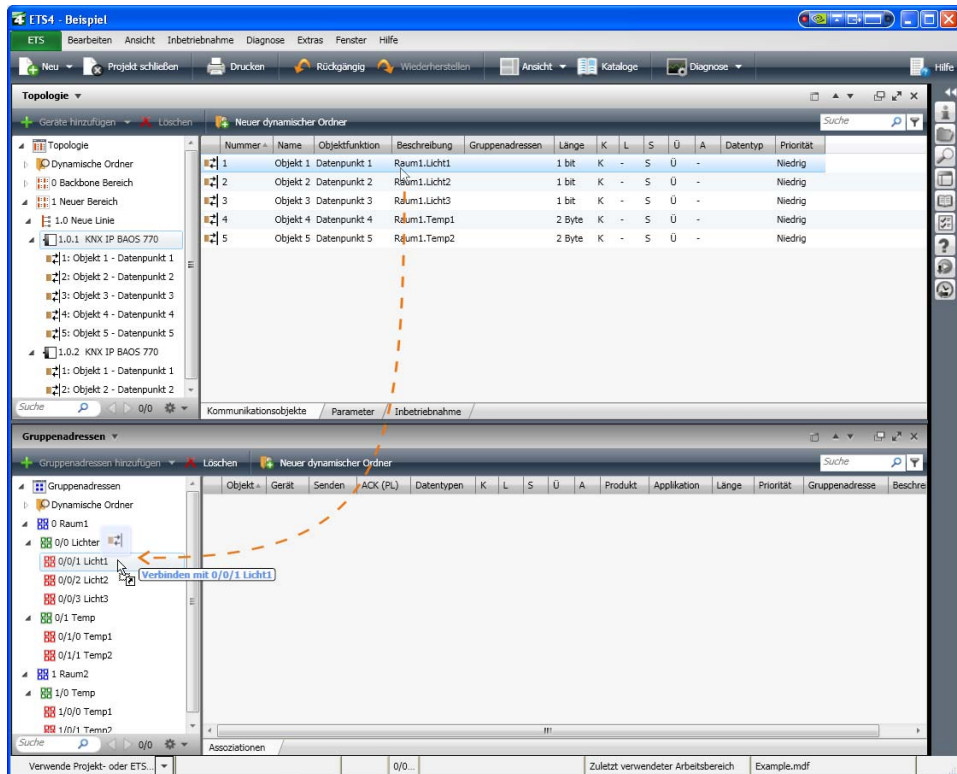 ETS4 - Beispiel
ETS Bearbeiten Ansicht Inbetriebnahme Diagnose Extras Fenster Hilfe
Neu Projekt schließen Drucken Rückgängig Wiederherstellen Ansicht Kataloge Diagnose Hilfe
Topologie
Geräte hinzufügen Löschen Neuer dynamischer Ordner Suche
Topologie
Dynamische Ordner
0 Backbone Bereich
1 Neuer Bereich
1.0 Neue Linie
1.0.1 KNX IP BAOS 770
1: Objekt 1 - Datenpunkt 1
2: Objekt 2 - Datenpunkt 2
3: Objekt 3 - Datenpunkt 3
4: Objekt 4 - Datenpunkt 4
5: Objekt 5 - Datenpunkt 5
1.0.2 KNX IP BAOS 770
1: Objekt 1 - Datenpunkt 1
2: Objekt 2 - Datenpunkt 2
Suche 0/0
Nummer Name Objektfunktion Beschreibung Gruppenadressen Länge K L S Ü A Datentyp Priorität
1 Objekt 1 Datenpunkt 1 Raum1.Licht1 1 bit K - S Ü - Niedrig
2 Objekt 2 Datenpunkt 2 Raum1.Licht2 1 bit K - S Ü - Niedrig
3 Objekt 3 Datenpunkt 3 Raum1.Licht3 1 bit K - S Ü - Niedrig
4 Objekt 4 Datenpunkt 4 Raum1.Temp1 2 Byte K - S Ü - Niedrig
5 Objekt 5 Datenpunkt 5 Raum1.Temp2 2 Byte K - S Ü - Niedrig
Kommunikationsobjekte Parameter Inbetriebnahme
Gruppenadressen
Gruppenadressen hinzufügen Löschen Neuer dynamischer Ordner Suche
Gruppenadressen
Dynamische Ordner
0 Raum1
0/0 Lichter
0/0/1 Licht1
Verbinden mit 0/0/1 Licht1
0/0/2 Licht2
0/0/3 Licht3
0/1 Temp
0/1/0 Temp1
0/1/1 Temp2
1 Raum2
1/0 Temp
1/0/0 Temp1
1/0/1 Temp2
Suche 0/0
Objekt Gerät Senden ACK (PL) Datentypen K L S Ü A Produkt Applikation Länge Priorität Gruppenadresse Beschre
Assoziationen
Verwende Projekt- oder ETS... 0/0... Zuletzt verwendeter Arbeitsbereich Example.mdf